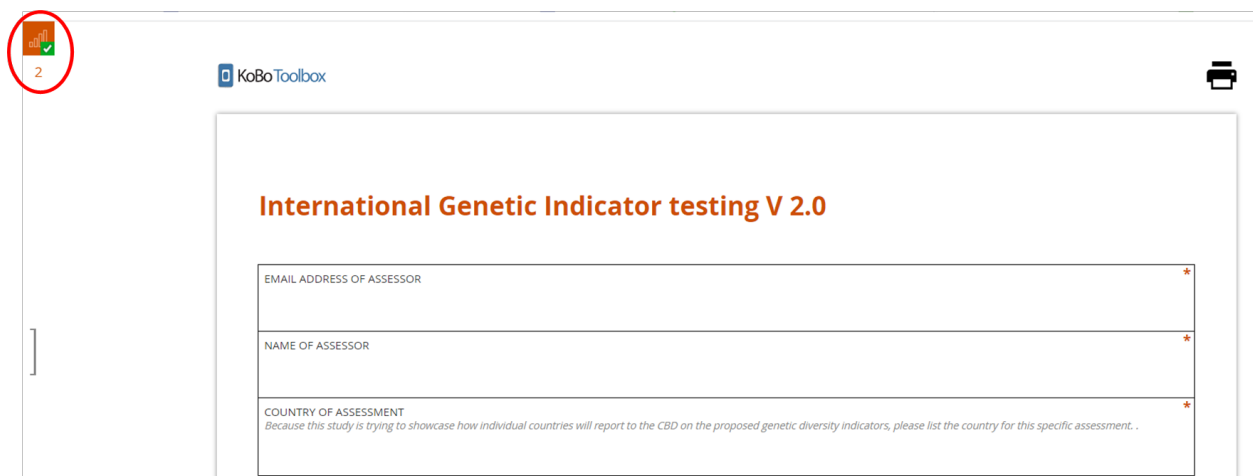 2
KoBo Toolbox
International Genetic Indicator testing V 2.0
EMAIL ADDRESS OF ASSESSOR *
NAME OF ASSESSOR *
COUNTRY OF ASSESSMENT *
Because this study is trying to showcase how individual countries will report to the CBD on the proposed genetic diversity indicators, please list the country for this specific assessment. .
]